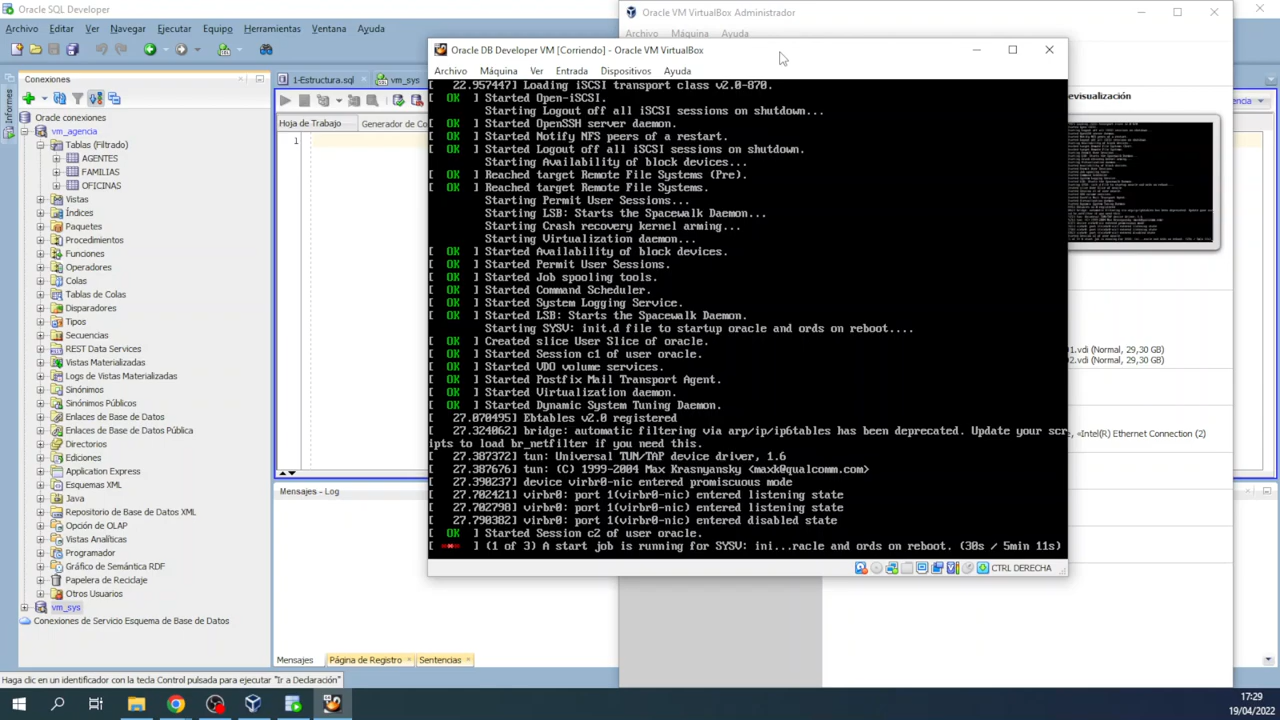 Oracle SQL Developer
Archivo Editar Ver Navegar Ejecutar Equipo Herramientas Ventana Ayuda
Conexiones
Informes
Oracle conexiones
vm_agencia
Tablas (Filtrado)
AGENTES
FAMILIAS
OFICINAS
Vistas
Índices
Paquetes
Procedimientos
Funciones
Operadores
Colas
Tablas de Colas
Disparadores
Tipos
Secuencias
REST Data Services
Vistas Materializadas
Logs de Vistas Materializadas
Sinónimos
Sinónimos Públicos
Enlaces de Base de Datos
Enlaces de Base de Datos Pública
Directorios
Ediciones
Application Express
Esquemas XML
Java
Repositorio de Base de Datos XML
Opción de OLAP
Vistas Analíticas
Programador
Gráfico de Semántica RDF
Papelera de Reciclaje
Otros Usuarios
vm_sys
Conexiones de Servicio Esquema de Base de Datos
1-Estructura.sql
vm_sys
Hoja de Trabajo Generador de Co
1
Mensajes - Log
Mensajes Página de Registro Sentencias
Haga clic en un identificador con la tecla Control pulsada para ejecutar "Ir a Declaración"
Oracle VM VirtualBox Administrador
Archivo Máquina Ayuda
evisualización
encia
1.vdi (Normal, 29,30 GB)
2.vdi (Normal, 29,30 GB)
e, «Intel(R) Ethernet Connection (2)
Oracle DB Developer VM [Corriendo] - Oracle VM VirtualBox
Archivo Máquina Ver Entrada Dispositivos Ayuda
[ 22.957447] Loading iSCSI transport class v2.0-870.
[ OK ] Started Open-iSCSI.
Starting Logout off all iSCSI sessions on shutdown...
[ OK ] Started OpenSSH server daemon.
[ OK ] Started Notify NFS peers of a restart.
[ OK ] Started Logout off all iSCSI sessions on shutdown.
Starting Availability of block devices...
[ OK ] Reached target Remote File Systems (Pre).
[ OK ] Reached target Remote File Systems.
Starting Permit User Sessions...
Starting LSB: Starts the Spacewalk Daemon...
Starting Crash recovery kernel arming...
Starting Virtualization daemon...
[ OK ] Started Availability of block devices.
[ OK ] Started Permit User Sessions.
[ OK ] Started Job spooling tools.
[ OK ] Started Command Scheduler.
[ OK ] Started System Logging Service.
[ OK ] Started LSB: Starts the Spacewalk Daemon.
Starting SYSV: init.d file to startup oracle and ords on reboot....
[ OK ] Created slice User Slice of oracle.
[ OK ] Started Session c1 of user oracle.
[ OK ] Started VDO volume services.
[ OK ] Started Postfix Mail Transport Agent.
[ OK ] Started Virtualization daemon.
[ OK ] Started Dynamic System Tuning Daemon.
[ 27.070495] Ebtables v2.0 registered
[ 27.324062] bridge: automatic filtering via arp/ip/ip6tables has been deprecated. Update your scr
ipts to load br_netfilter if you need this.
[ 27.387372] tun: Universal TUN/TAP device driver, 1.6
[ 27.387676] tun: (C) 1999-2004 Max Krasnyansky <maxk@qualcomm.com>
[ 27.390237] device virbr0-nic entered promiscuous mode
[ 27.702421] virbr0: port 1(virbr0-nic) entered listening state
[ 27.702798] virbr0: port 1(virbr0-nic) entered listening state
[ 27.790382] virbr0: port 1(virbr0-nic) entered disabled state
[ OK ] Started Session c2 of user oracle.
[ ] (1 of 3) A start job is running for SYSV: ini...racle and ords on reboot. (30s / 5min 11s)
CTRL DERECHA
17:29
19/04/2022